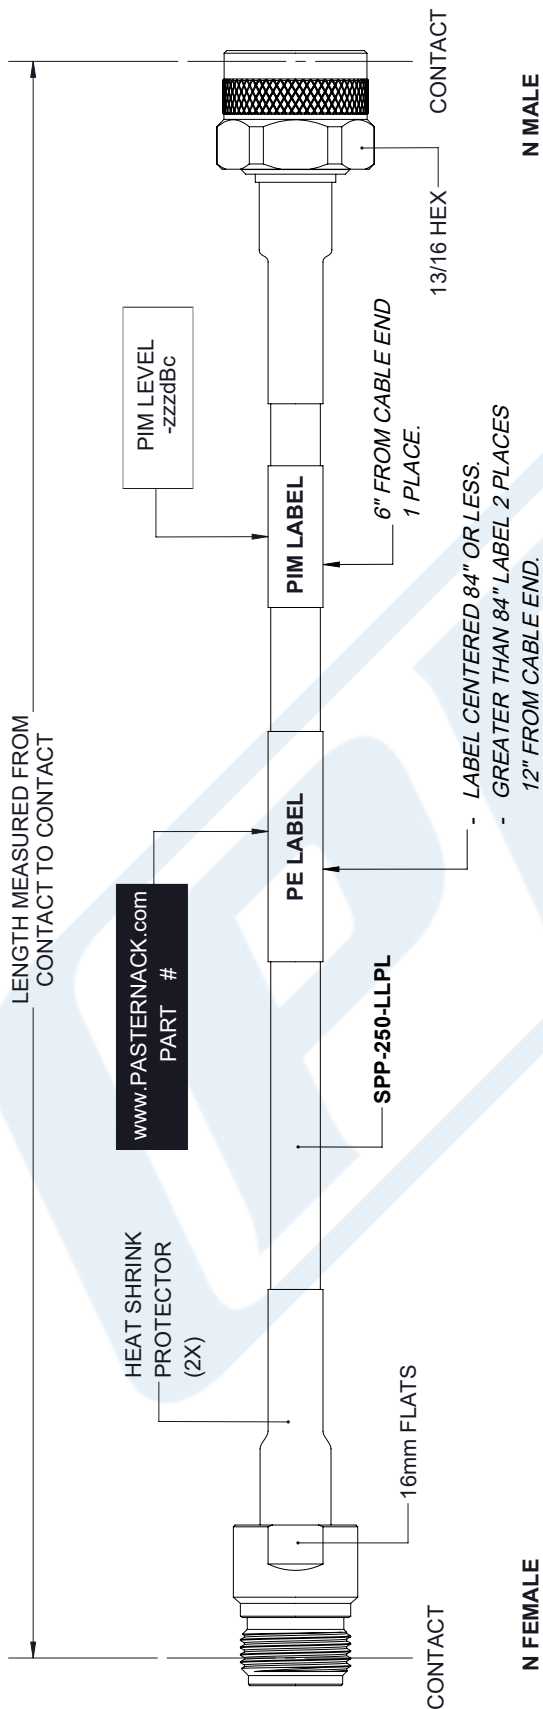 LENGTH MEASURED FROM
CONTACT TO CONTACT
www.PASTERNACK.com
PART #
PIM LEVEL
-zzzdBc
HEAT SHRINK
PROTECTOR
(2X)
PE LABEL
PIM LABEL
16mm FLATS
SPP-250-LLPL
6" FROM CABLE END
1 PLACE.
13/16 HEX
- LABEL CENTERED 84" OR LESS.
- GREATER THAN 84" LABEL 2 PLACES
12" FROM CABLE END.
CONTACT
CONTACT
N FEMALE
N MALE